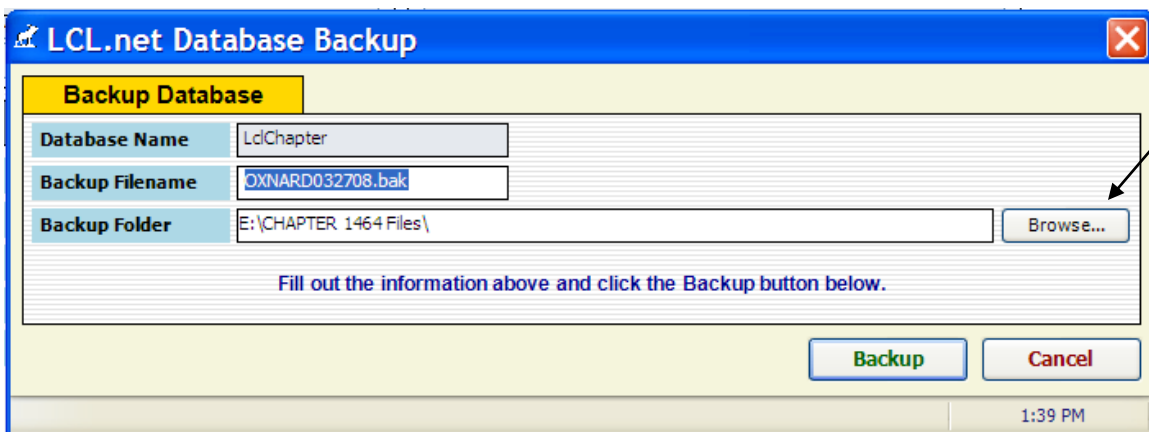 LCL.net Database Backup
Backup Database
Database Name LclChapter
Backup Filename OXNARD032708.bak
Backup Folder E:\CHAPTER 1464 Files\ Browse...
Fill out the information above and click the Backup button below.
Backup Cancel
1:39 PM